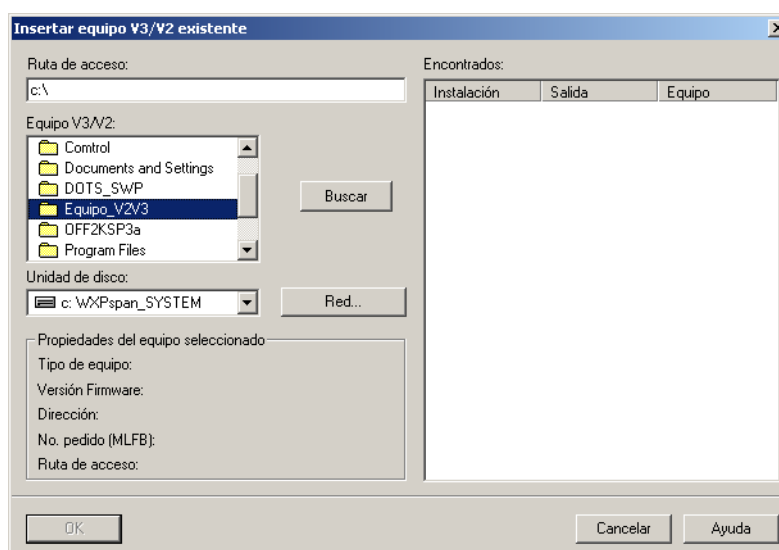 Insertar equipo V3/V2 existente
Ruta de acceso:
c:\
Equipo V3/V2:
Comtrol
Documents and Settings
DOTS_SWP
Equipo_V2V3
OFF2KSP3a
Program Files
Buscar
Unidad de disco:
c: WXPspan_SYSTEM
Red...
Propiedades del equipo seleccionado
Tipo de equipo:
Versión Firmware:
Dirección:
No. pedido (MLFB):
Ruta de acceso:
Encontrados:
Instalación Salida Equipo
OK
Cancelar
Ayuda